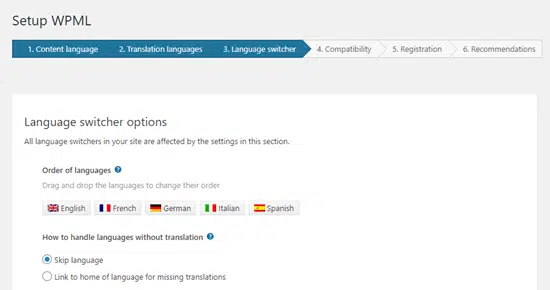 Setup WPML
1. Content language 2. Translation languages 3. Language switcher 4. Compatibility 5. Registration 6. Recommendations
Language switcher options
All language switchers in your site are affected by the settings in this section.
Order of languages ?
Drag and drop the languages to change their order
English French German Italian Spanish
How to handle languages without translation ?
Skip language
Link to home of language for missing translations